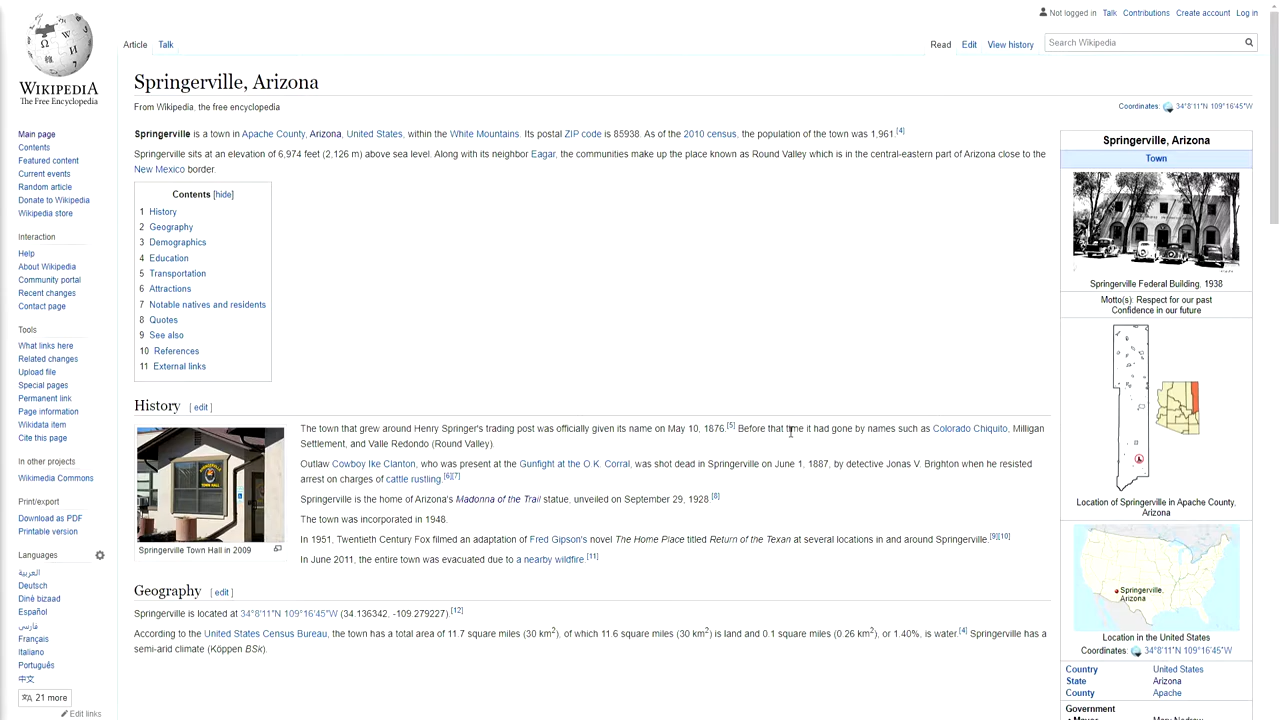 Not logged in Talk Contributions Create account Log in
Article Talk
Read Edit View history Search Wikipedia
WIKIPEDIA
The Free Encyclopedia
Main page
Contents
Featured content
Current events
Random article
Donate to Wikipedia
Wikipedia store
Interaction
Help
About Wikipedia
Community portal
Recent changes
Contact page
Tools
What links here
Related changes
Upload file
Special pages
Permanent link
Page information
Wikidata item
Cite this page
In other projects
Wikimedia Commons
Print/export
Download as PDF
Printable version
Languages
العربية
Deutsch
Diné bizaad
Español
فارسی
Français
Italiano
Português
中文
21 more
Edit links
Springerville, Arizona
From Wikipedia, the free encyclopedia
Coordinates: 34°8′11″N 109°16′45″W
Springerville is a town in Apache County, Arizona, United States, within the White Mountains. Its postal ZIP code is 85938. As of the 2010 census, the population of the town was 1,961.[4]
Springerville sits at an elevation of 6,974 feet (2,126 m) above sea level. Along with its neighbor Eagar, the communities make up the place known as Round Valley which is in the central-eastern part of Arizona close to the
New Mexico border.
Contents [hide]
1 History
2 Geography
3 Demographics
4 Education
5 Transportation
6 Attractions
7 Notable natives and residents
8 Quotes
9 See also
10 References
11 External links
History [ edit ]
The town that grew around Henry Springer's trading post was officially given its name on May 10, 1876.[5] Before that time it had gone by names such as Colorado Chiquito, Milligan
Settlement, and Valle Redondo (Round Valley).
Outlaw Cowboy Ike Clanton, who was present at the Gunfight at the O.K. Corral, was shot dead in Springerville on June 1, 1887, by detective Jonas V. Brighton when he resisted
arrest on charges of cattle rustling.[6][7]
Springerville is the home of Arizona's Madonna of the Trail statue, unveiled on September 29, 1928.[8]
The town was incorporated in 1948.
In 1951, Twentieth Century Fox filmed an adaptation of Fred Gipson's novel The Home Place titled Return of the Texan at several locations in and around Springerville.[9][10]
In June 2011, the entire town was evacuated due to a nearby wildfire.[11]
Springerville Town Hall in 2009
Geography [ edit ]
Springerville is located at 34°8′11″N 109°16′45″W (34.136342, -109.279227).[12]
According to the United States Census Bureau, the town has a total area of 11.7 square miles (30 km2), of which 11.6 square miles (30 km2) is land and 0.1 square miles (0.26 km2), or 1.40%, is water.[4] Springerville has a
semi-arid climate (Köppen BSk).
Springerville, Arizona
Town
Springerville Federal Building, 1938
Motto(s): Respect for our past
Confidence in our future
Location of Springerville in Apache County,
Arizona
Springerville,
Arizona
Location in the United States
Coordinates: 34°8′11″N 109°16′45″W
Country United States
State Arizona
County Apache
Government